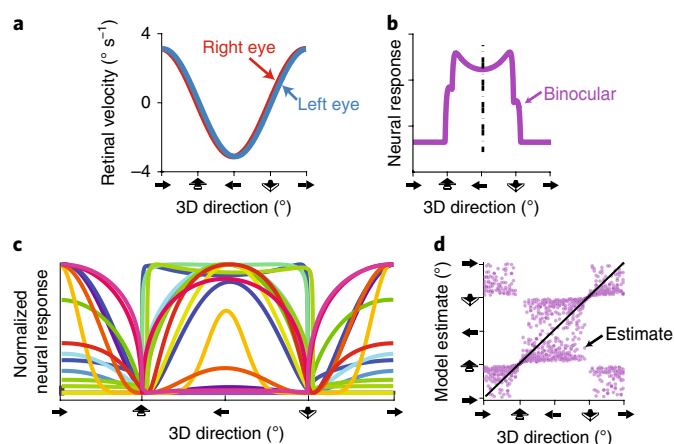 a
Retinal velocity (° s⁻¹)
4
0
−4
Right eye
Left eye
3D direction (°)
b
Neural response
Binocular
3D direction (°)
c
Normalized
neural response
3D direction (°)
d
Model estimate (°)
Estimate
3D direction (°)